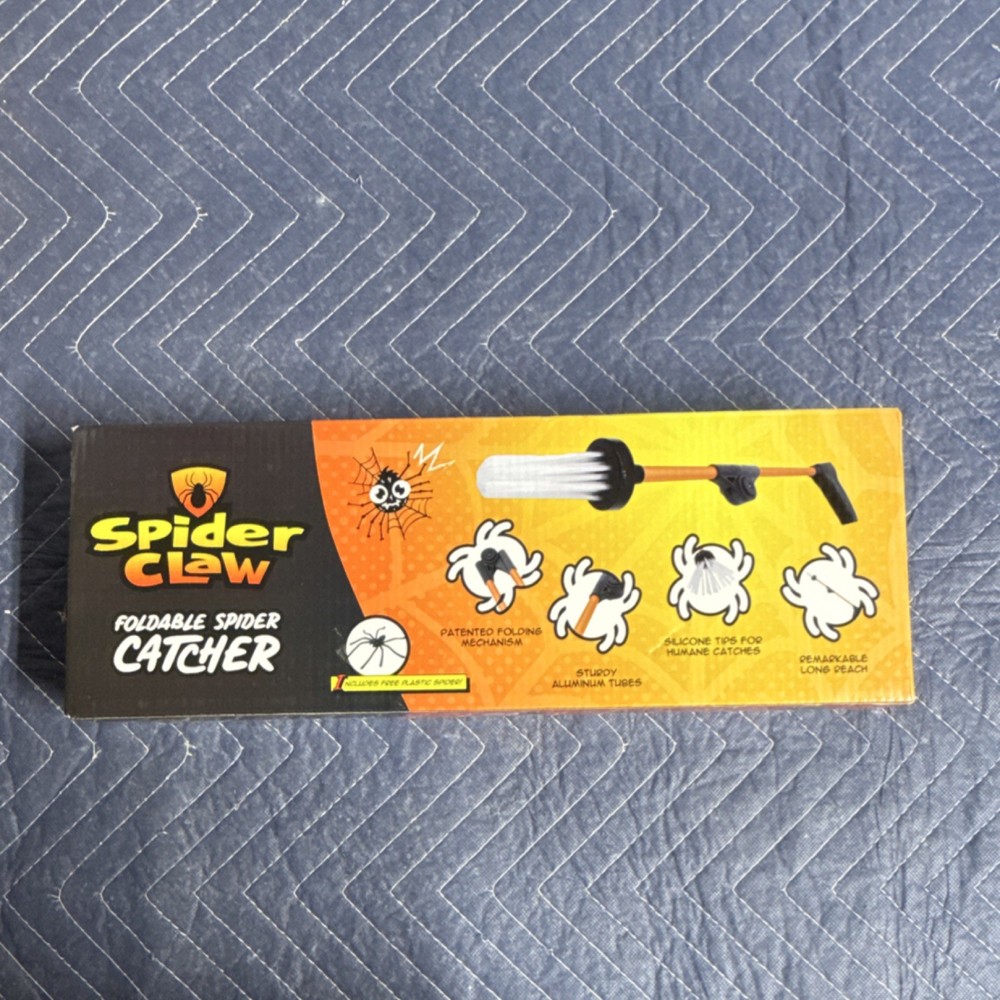 Spider
CLaw
FOLDABLE SPIDER
CATCHER
INCLUDES FREE PLASTIC SPIDER!
PATENTED FOLDING
MECHANISM
STURDY
ALUMINUM TUBES
SILICONE TIPS FOR
HUMANE CATCHES
REMARKABLE
LONG REACH